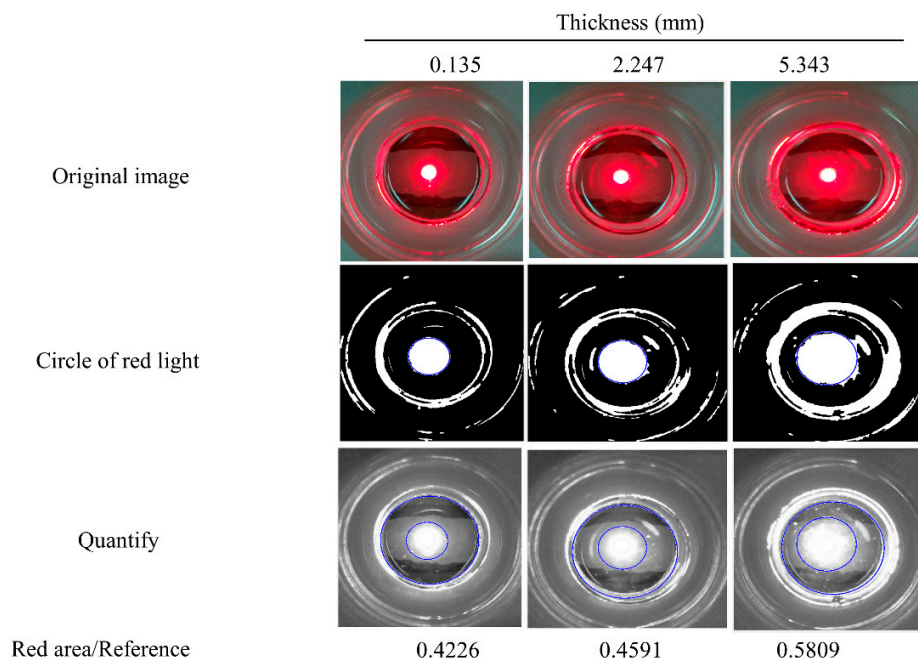 Thickness (mm)
0.135 2.247 5.343
Original image
Circle of red light
Quantify
Red area/Reference 0.4226 0.4591 0.5809